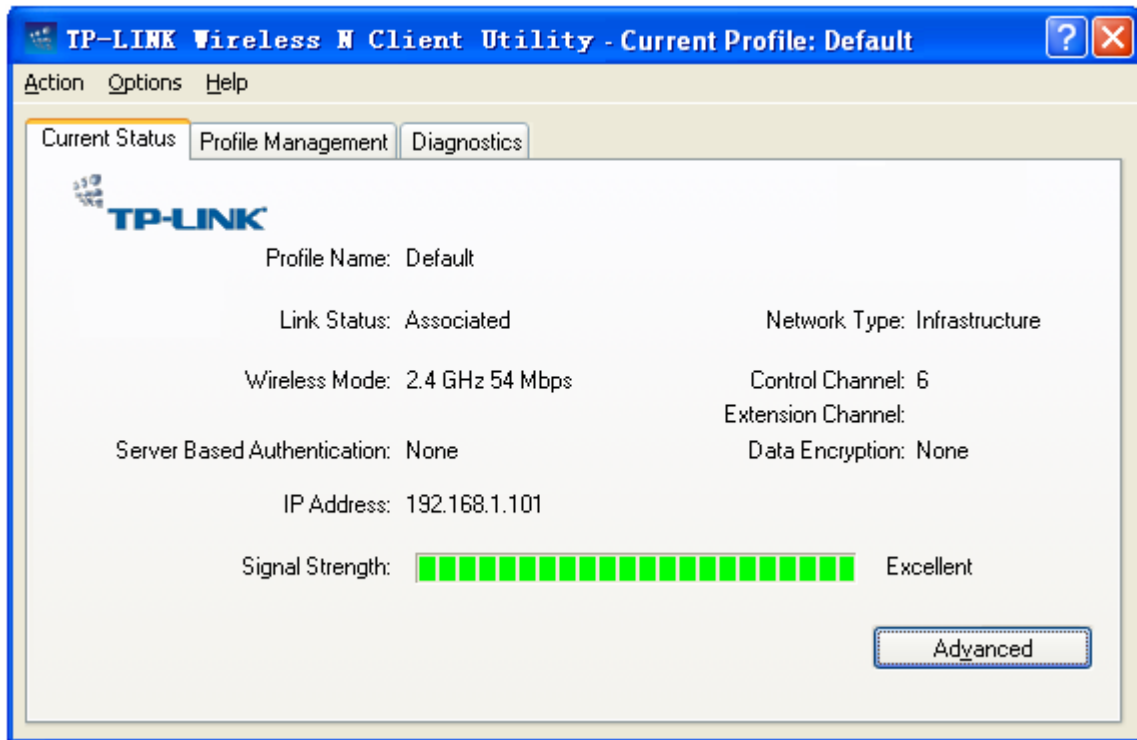 TP-LINK Wireless N Client Utility - Current Profile: Default
Action Options Help
Current Status Profile Management Diagnostics
TP-LINK
Profile Name: Default
Link Status: Associated Network Type: Infrastructure
Wireless Mode: 2.4 GHz 54 Mbps Control Channel: 6
Extension Channel:
Server Based Authentication: None Data Encryption: None
IP Address: 192.168.1.101
Signal Strength: Excellent
Advanced